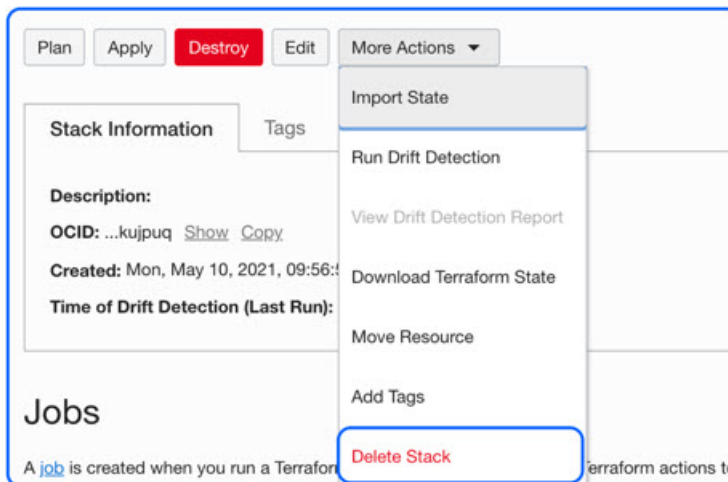 Plan Apply Destroy Edit More Actions
Import State
Stack Information Tags
Run Drift Detection
Description:
View Drift Detection Report
OCID: ...kujpuq Show Copy
Created: Mon, May 10, 2021, 09:56:
Download Terraform State
Time of Drift Detection (Last Run):
Move Resource
Add Tags
Jobs
Delete Stack
A job is created when you run a Terraform actions